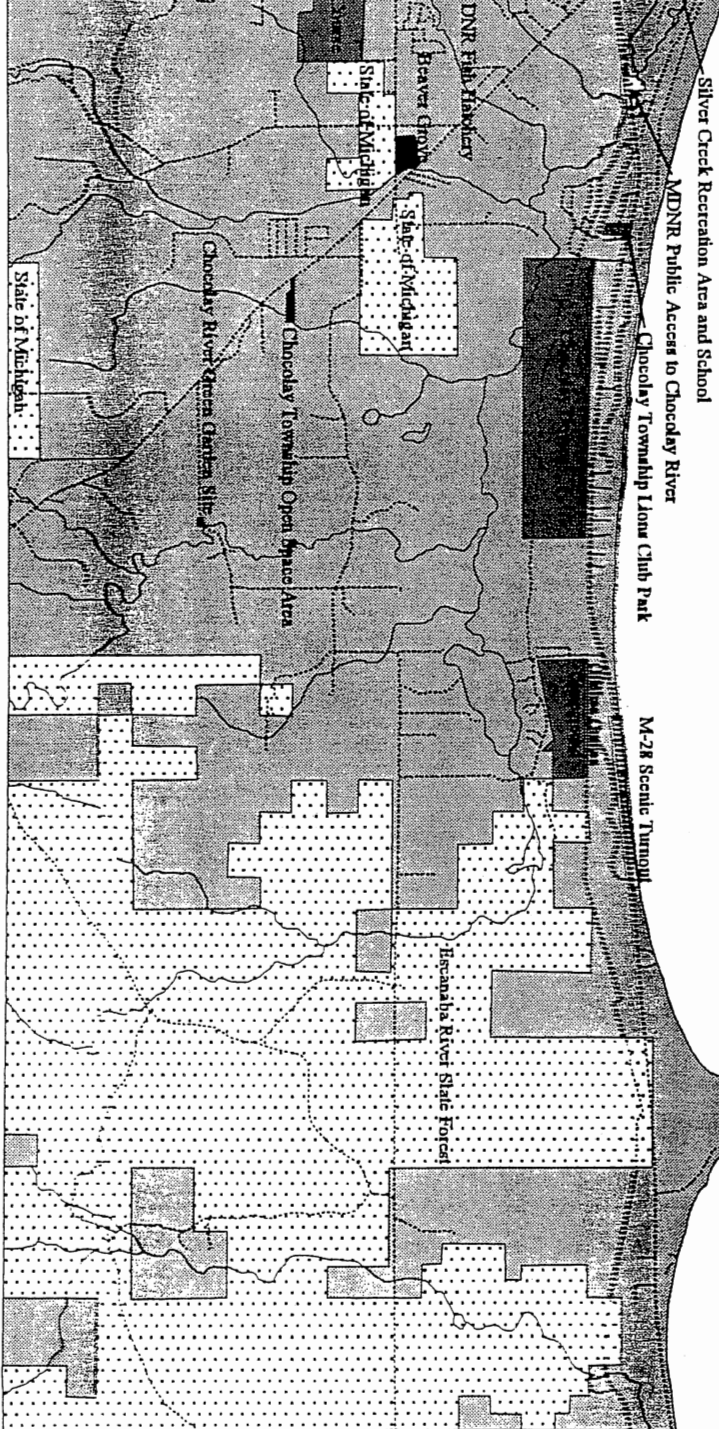 Silver Creek Recreation Area and School
MDNR Public Access to Chocolay River
Chocolay Township Lions Club Park
M-28 Scenic Turnout
DNR Fish Hatchery
Beaver Grove
State of Michigan
State of Michigan
Escanaba River State Forest
Chocolay Township Open Space Area
Chocolay River Green Garden Site
State of Michigan